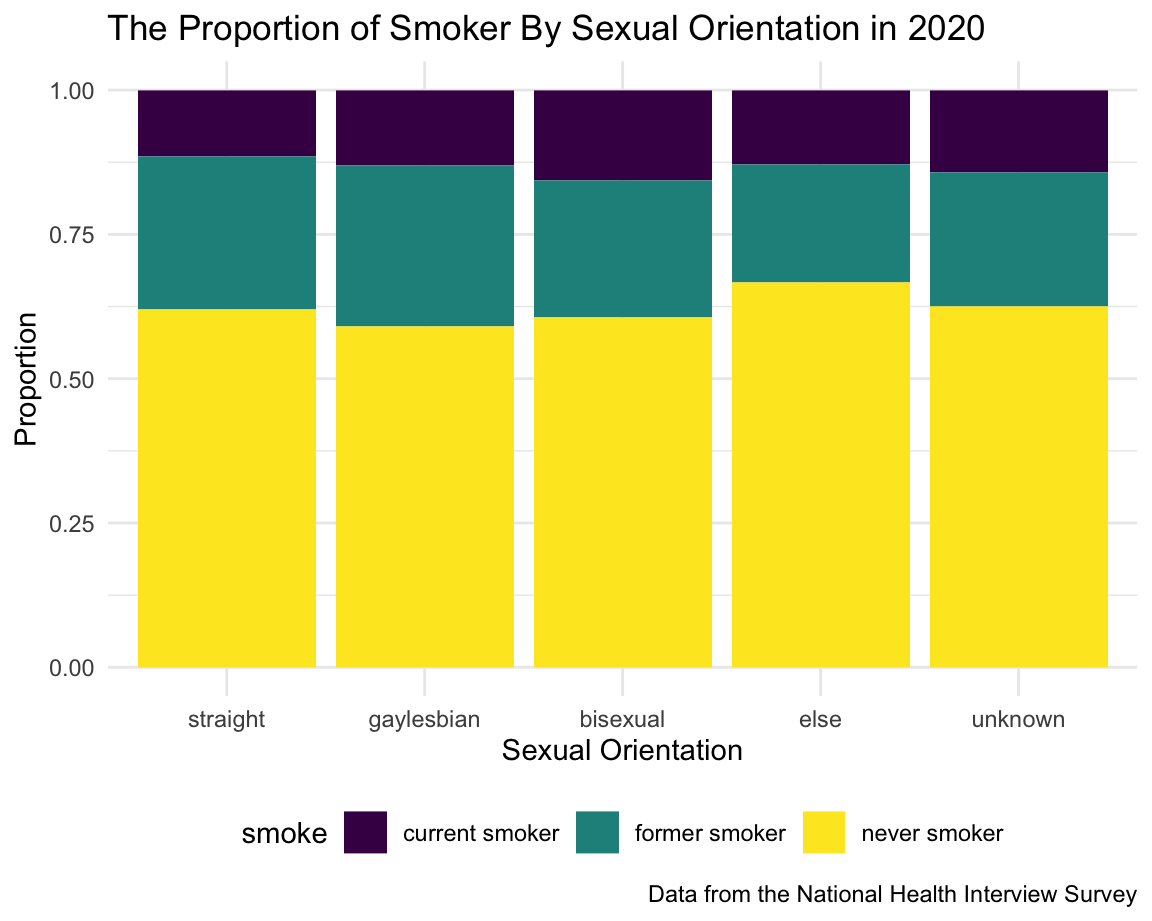 The Proportion of Smoker By Sexual Orientation in 2020
1.00
0.75
0.50
0.25
0.00
Proportion
straight gaylesbian bisexual else unknown
Sexual Orientation
smoke current smoker former smoker never smoker
Data from the National Health Interview Survey